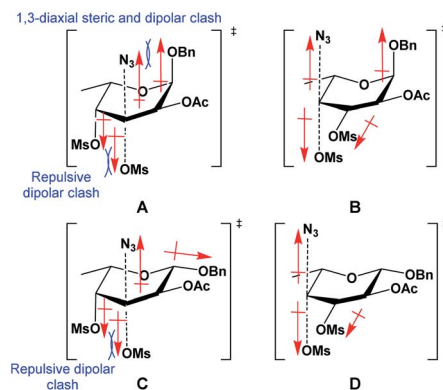 1,3-diaxial steric and dipolar clash
‡
N3
OBn
O
OAc
MsO
OMs
Repulsive
dipolar clash
A
‡
N3
OBn
O
OAc
OMs
OMs
B
‡
N3
O
OBn
OAc
MsO
OMs
Repulsive dipolar
clash
C
N3
O
OBn
OAc
OMs
OMs
D
‡